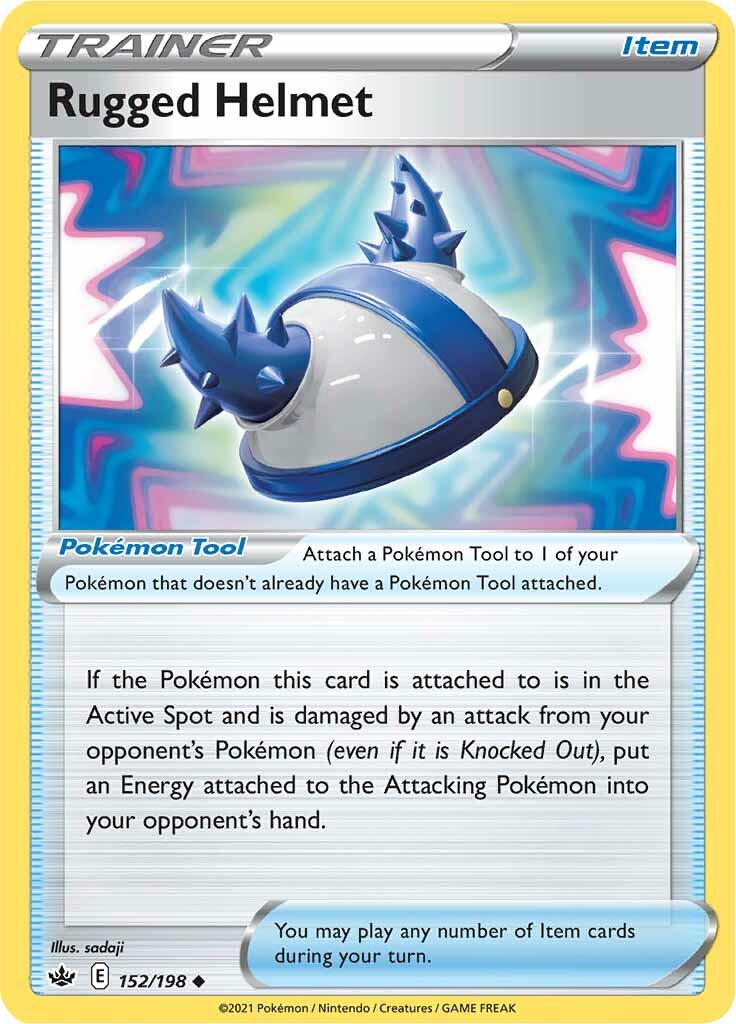 TRAINER
Item
Rugged Helmet
Pokémon Tool
Attach a Pokémon Tool to 1 of your
Pokémon that doesn't already have a Pokémon Tool attached.
If the Pokémon this card is attached to is in the
Active Spot and is damaged by an attack from your
opponent's Pokémon (even if it is Knocked Out), put
an Energy attached to the Attacking Pokémon into
your opponent's hand.
You may play any number of Item cards
during your turn.
Illus. sadaji
E 152/198
©2021 Pokémon / Nintendo / Creatures / GAME FREAK